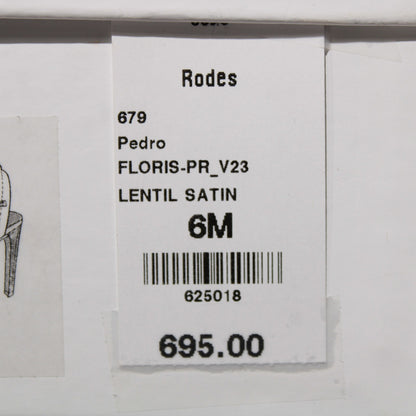 Rodes
679
Pedro
FLORIS-PR_V23
LENTIL SATIN
6M
625018
695.00